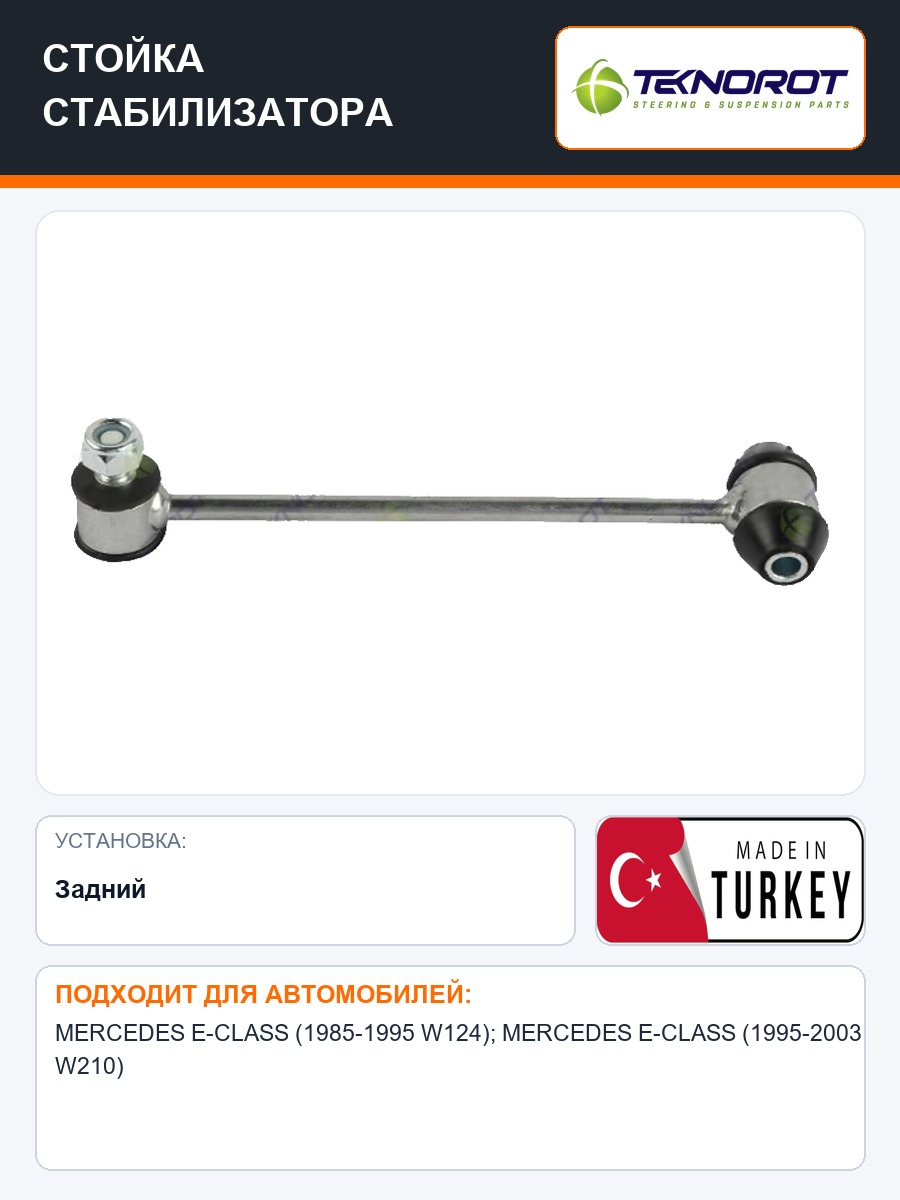 СТОЙКА
СТАБИЛИЗАТОРА
TEKNOROT
STEERING & SUSPENSION PARTS
УСТАНОВКА:
Задний
MADE IN
TURKEY
ПОДХОДИТ ДЛЯ АВТОМОБИЛЕЙ:
MERCEDES E-CLASS (1985-1995 W124); MERCEDES E-CLASS (1995-2003
W210)